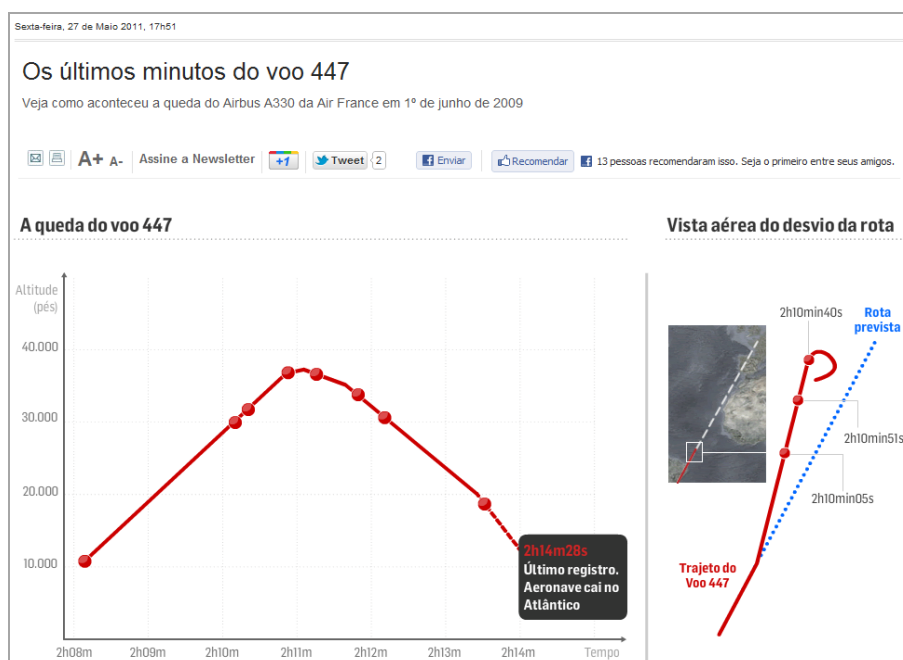 Sexta-feira, 27 de Maio 2011, 17h51
Os últimos minutos do voo 447
Veja como aconteceu a queda do Airbus A330 da Air France em 1º de junho de 2009
A+ A- Assine a Newsletter +1 Tweet 2 Enviar Recomendar 13 pessoas recomendaram isso. Seja o primeiro entre seus amigos.
A queda do voo 447
Altitude
(pés)
40.000
30.000
20.000
10.000
2h14m28s
Último registro.
Aeronave cai no
Atlântico
2h08m 2h09m 2h10m 2h11m 2h12m 2h13m 2h14m Tempo
Vista aérea do desvio da rota
2h10min40s
Rota
prevista
2h10min51s
2h10min05s
Trajeto do
Voo 447